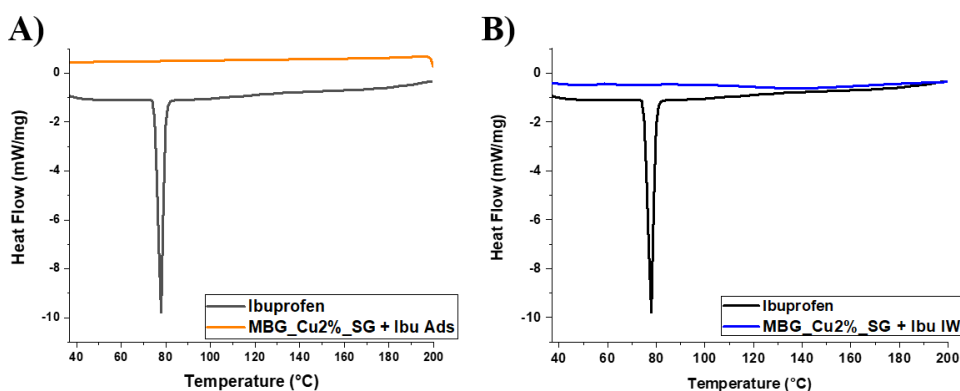 A)
Heat Flow (mW/mg)
0
-2
-4
-6
-8
-10
40 60 80 100 120 140 160 180 200
Temperature (°C)
Ibuprofen
MBG_Cu2%_SG + Ibu Ads
B)
Heat Flow (mW/mg)
0
-2
-4
-6
-8
-10
40 60 80 100 120 140 160 180 200
Temperature (°C)
Ibuprofen
MBG_Cu2%_SG + Ibu IW